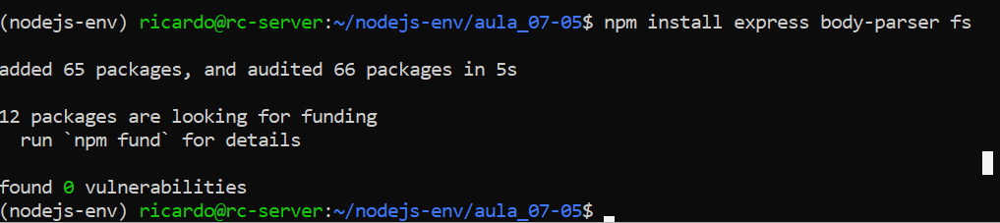 (nodejs-env) ricardo@rc-server:~/nodejs-env/aula_07-05$ npm install express body-parser fs
added 65 packages, and audited 66 packages in 5s
12 packages are looking for funding
run `npm fund` for details
found 0 vulnerabilities
(nodejs-env) ricardo@rc-server:~/nodejs-env/aula_07-05$